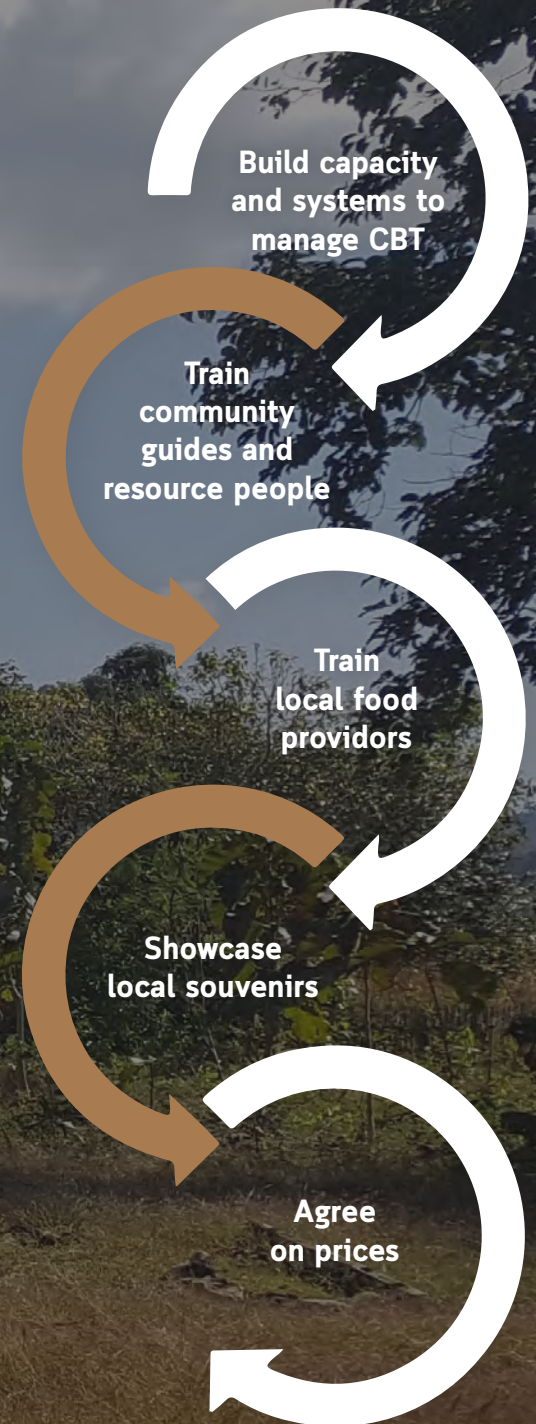 Build capacity
and systems to
manage CBT
Train
community
guides and
resource people
Train
local food
providors
Showcase
local souvenirs
Agree
on prices